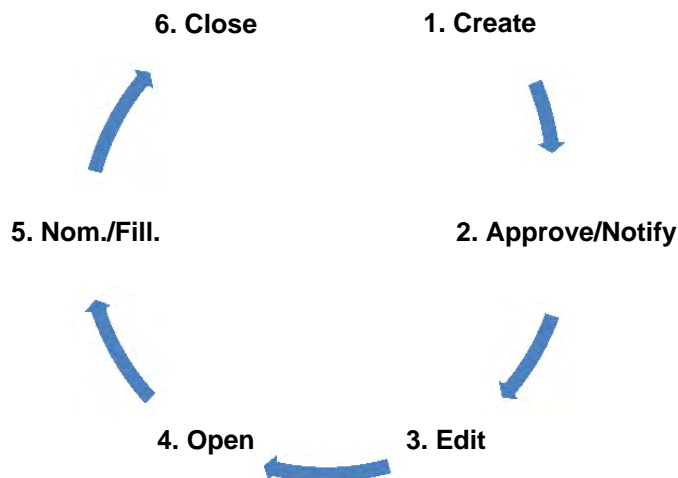 6. Close
1. Create
5. Nom./Fill.
2. Approve/Notify
4. Open
3. Edit